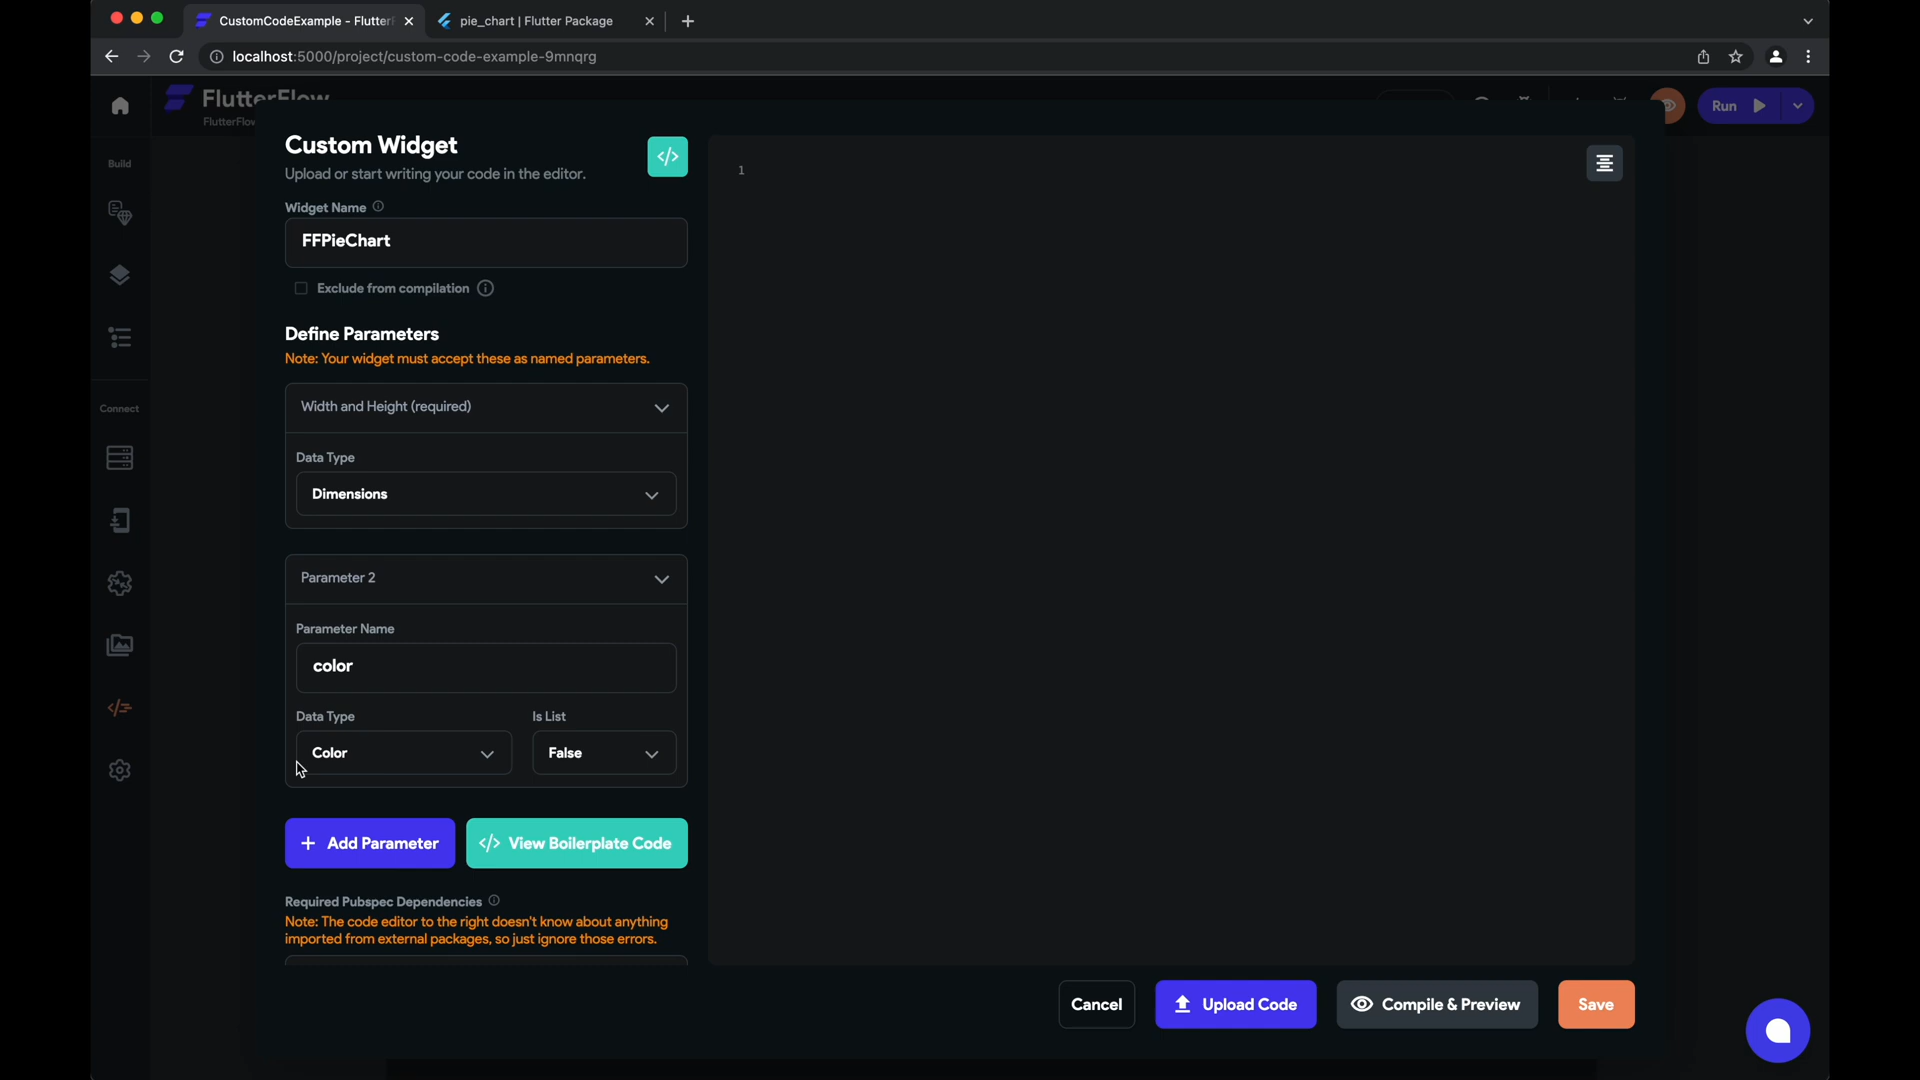 CustomCodeExample - FlutterF
pie_chart | Flutter Package
localhost:5000/project/custom-code-example-9mnqrg
FlutterFlow
FlutterFlow
Run
Build
Connect
Custom Widget
Upload or start writing your code in the editor.
</>
Widget Name
FFPieChart
Exclude from compilation
Define Parameters
Note: Your widget must accept these as named parameters.
Width and Height (required)
Data Type
Dimensions
Parameter 2
Parameter Name
color
Data Type
Is List
Color
False
+ Add Parameter
</> View Boilerplate Code
Required Pubspec Dependencies
Note: The code editor to the right doesn't know about anything
imported from external packages, so just ignore those errors.
1
Cancel
Upload Code
Compile & Preview
Save